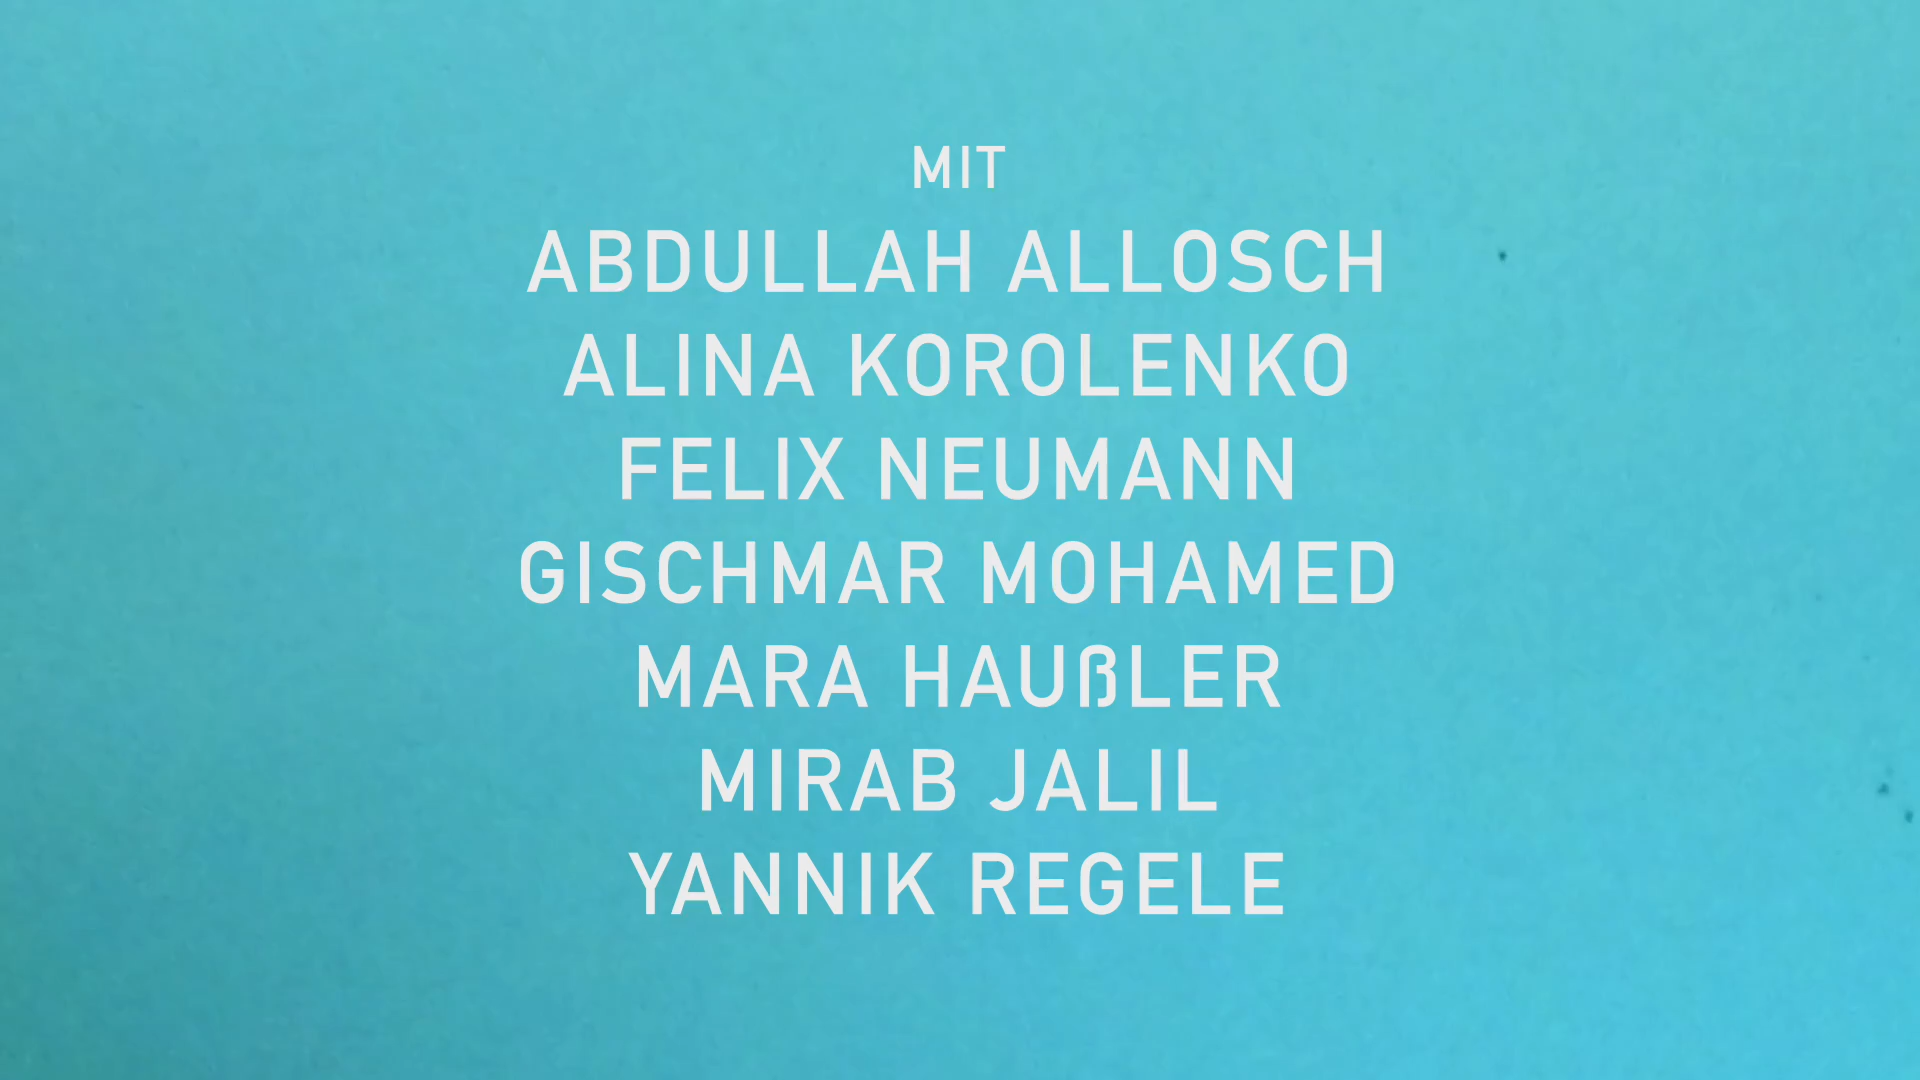 MIT
ABDULLAH ALLOSCH
ALINA KOROLENKO
FELIX NEUMANN
GISCHMAR MOHAMED
MARA HAUßLER
MIRAB JALIL
YANNIK REGELE